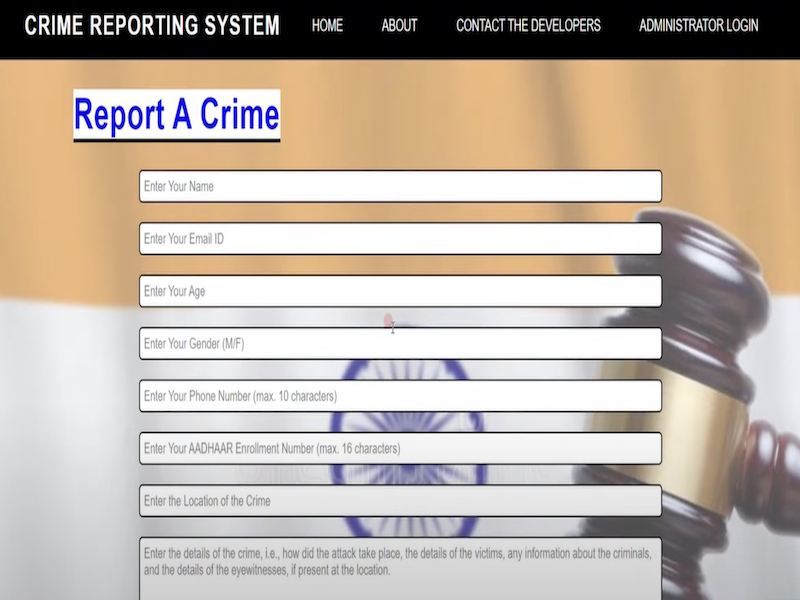 CRIME REPORTING SYSTEM HOME ABOUT CONTACT THE DEVELOPERS ADMINISTRATOR LOGIN
Report A Crime
Enter Your Name
Enter Your Email ID
Enter Your Age
Enter Your Gender (M/F)
Enter Your Phone Number (max. 10 characters)
Enter Your AADHAAR Enrollment Number (max. 16 characters)
Enter the Location of the Crime
Enter the details of the crime, i.e., how did the attack take place, the details of the victims, any information about the criminals,
and the details of the eyewitnesses, if present at the location.